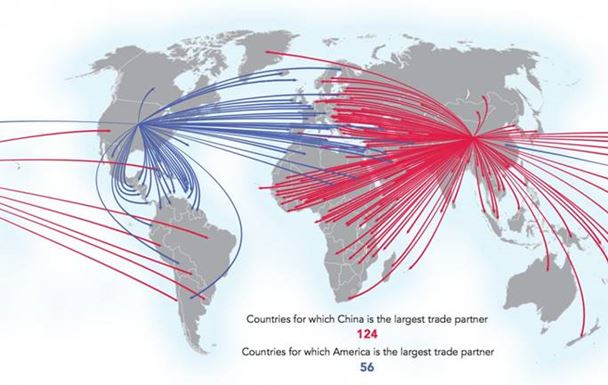 Countries for which China is the largest trade partner
124
Countries for which America is the largest trade partner
56